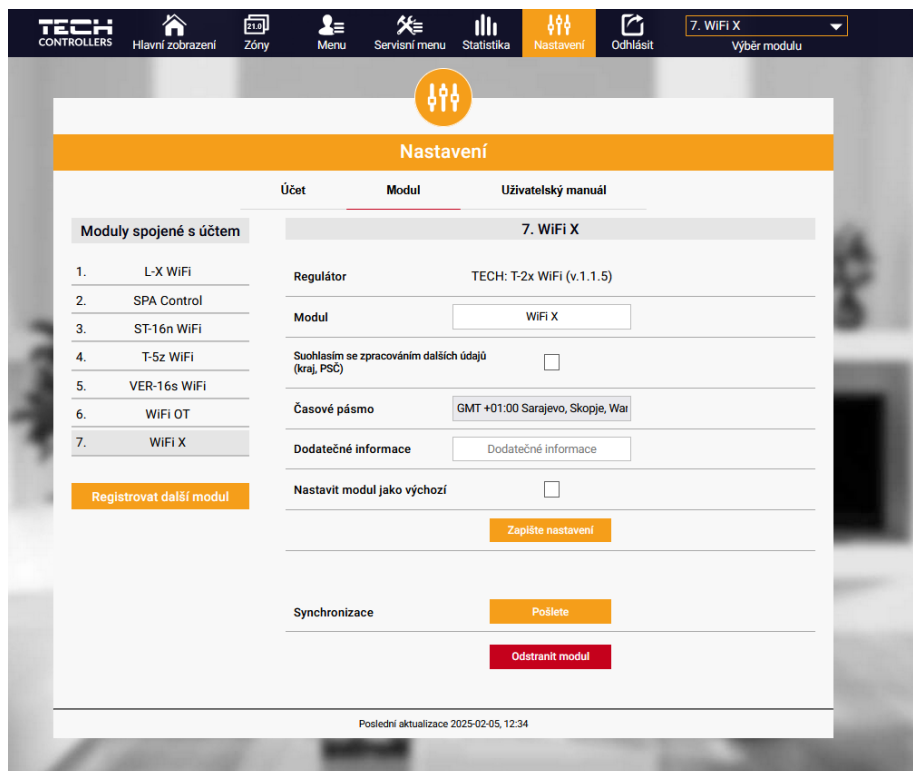 TECH
CONTROLLERS
Hlavní zobrazení
21.0
Zóny
Menu
Servisní menu
Statistika
Nastavení
Odhlásit
7. WiFi X
Výběr modulu
Nastavení
Účet
Modul
Uživatelský manuál
Moduly spojené s účtem
1. L-X WiFi
2. SPA Control
3. ST-16n WiFi
4. T-5z WiFi
5. VER-16s WiFi
6. WiFi OT
7. WiFi X
Registrovat další modul
7. WiFi X
Regulátor TECH: T-2x WiFi (v.1.1.5)
Modul WiFi X
Suohlasím se zpracováním dalších údajů
(kraj, PSČ)
Časové pásmo GMT +01:00 Sarajevo, Skopje, War
Dodatečné informace Dodatečné informace
Nastavit modul jako výchozí
Zapište nastavení
Synchronizace Pošlete
Odstranit modul
Poslední aktualizace 2025-02-05, 12:34